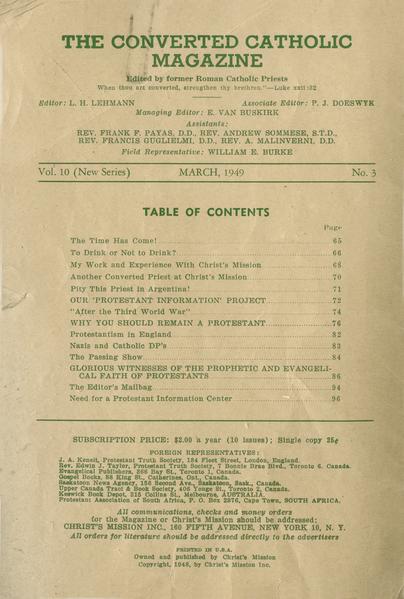 THE CONVERTED CATHOLIC
MAGAZINE
Edited by former Roman Catholic Priests
When thou art converted, strengthen thy brethren."—Luke xxii:32
Editor: L. H. LEHMANN Associate Editor: P. J. DOESWYK
Managing Editor: E. VAN BUSKIRK
Assistants:
REV. FRANK F. PAYAS, D.D., REV. ANDREW SOMMESE, S.T.D.,
REV. FRANCIS GUGLIELMI, D.D., REV. A. MALINVERNI, D.D.
Field Representative: WILLIAM E. BURKE
Vol. 10 (New Series) MARCH, 1949 No. 3
TABLE OF CONTENTS
Page
The Time Has Come! 65
To Drink or Not to Drink? 66
My Work and Experience With Christ's Mission 68
Another Converted Priest at Christ's Mission 70
Pity This Priest in Argentina! 71
OUR 'PROTESTANT INFORMATION' PROJECT 72
"After the Third World War" 74
WHY YOU SHOULD REMAIN A PROTESTANT 76
Protestantism in England 82
Nazis and Catholic DP's 83
The Passing Show 84
GLORIOUS WITNESSES OF THE PROPHETIC AND EVANGELI-
CAL FAITH OF PROTESTANTS 86
The Editor's Mailbag 94
Need for a Protestant Information Center 96
SUBSCRIPTION PRICE: $2.00 a year (10 issues); Single copy 25¢
FOREIGN REPRESENTATIVES:
J. A. Kensit, Protestant Truth Society, 184 Fleet Street, London, England.
Rev. Edwin J. Taylor, Protestant Truth Society, 7 Bonnie Brae Blvd., Toronto 6. Canada.
Evangelical Publishers, 366 Bay St., Toronto 1, Canada.
Gospel Books, 88 King St., Catherines, Ont., Canada.
Saskatoon News Agency, 156 Second Ave., Saskatoon, Sask., Canada.
Upper Canada Tract & Book Society, 406 Yonge St., Toronto 2, Canada.
Keswick Book Depot, 315 Collins St., Melbourne, AUSTRALIA.
Protestant Association of South Africa, P. O. Box 2876, Cape Town, SOUTH AFRICA.
All communications, checks and money orders
for the Magazine or Christ's Mission should be addressed:
CHRIST'S MISSION INC., 160 FIFTH AVENUE, NEW YORK 10, N. Y.
All orders for literature should be addressed directly to the advertisers
PRINTED IN U.S.A.
Owned and published by Christ's Mission
Copyright, 1948, by Christ's Mission Inc.